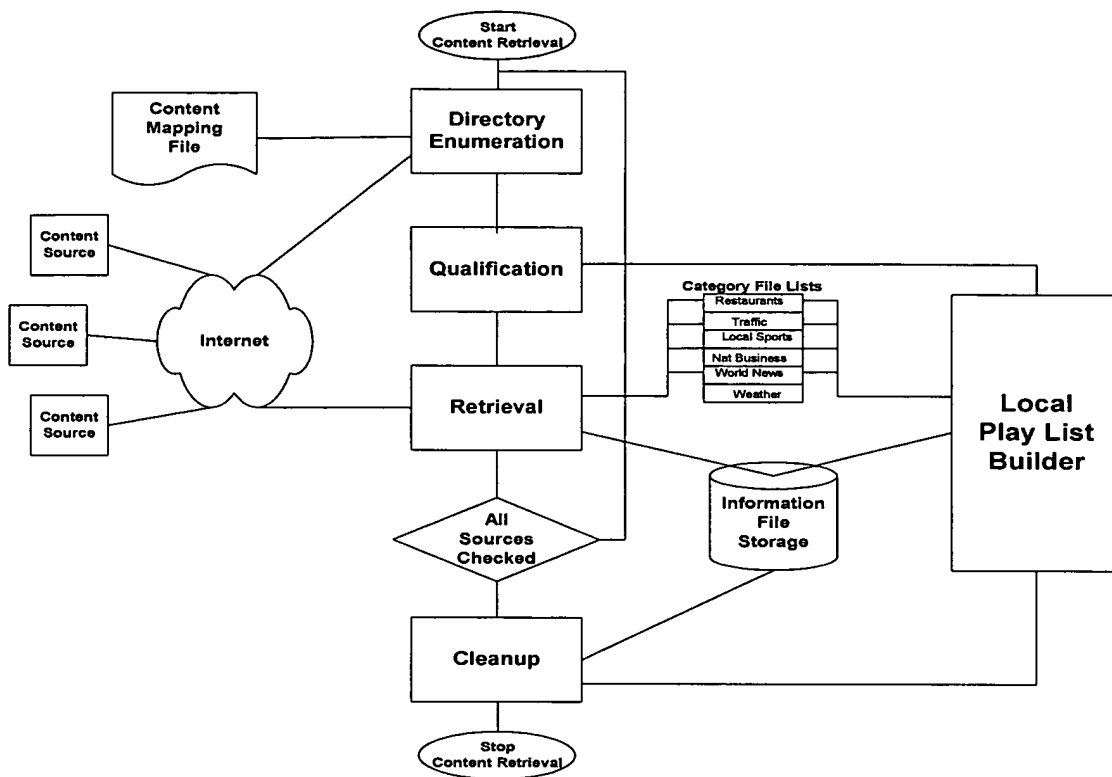 Start
Content Retrieval
Content
Mapping
File
Directory
Enumeration
Content
Source
Qualification
Category File Lists
Restaurants
Traffic
Local Sports
Nat Business
World News
Weather
Content
Source
Internet
Content
Source
Retrieval
Local
Play List
Builder
All
Sources
Checked
Information
File
Storage
Cleanup
Stop
Content Retrieval